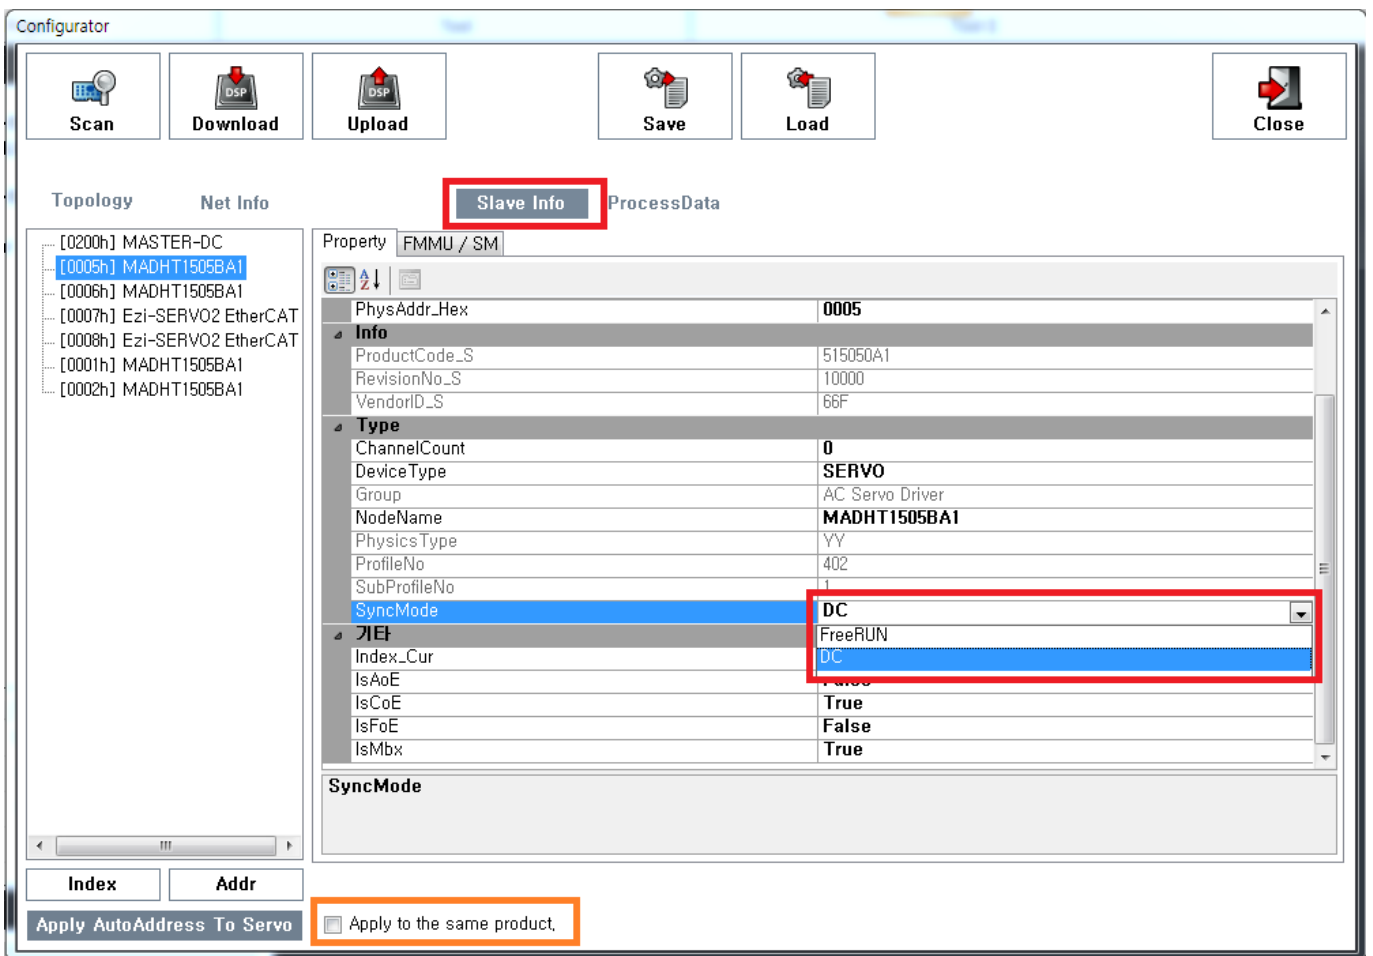 Configurator
Scan
Download
Upload
Save
Load
Close
Topology
Net Info
Slave Info
ProcessData
[0200h] MASTER-DC
[0005h] MADHT1505BA1
[0006h] MADHT1505BA1
[0007h] Ezi-SERVO2 EtherCAT
[0008h] Ezi-SERVO2 EtherCAT
[0001h] MADHT1505BA1
[0002h] MADHT1505BA1
Property
FMMU / SM
PhysAddr_Hex 0005
Info
ProductCode_S 515050A1
RevisionNo_S 10000
VendorID_S 66F
Type
ChannelCount 0
DeviceType SERVO
Group AC Servo Driver
NodeName MADHT1505BA1
PhysicsType YY
ProfileNo 402
SubProfileNo 1
SyncMode DC
FreeRUN
DC
기타
Index_Cur
IsAoE False
IsCoE True
IsFoE False
IsMbx True
SyncMode
Index
Addr
Apply AutoAddress To Servo
Apply to the same product,